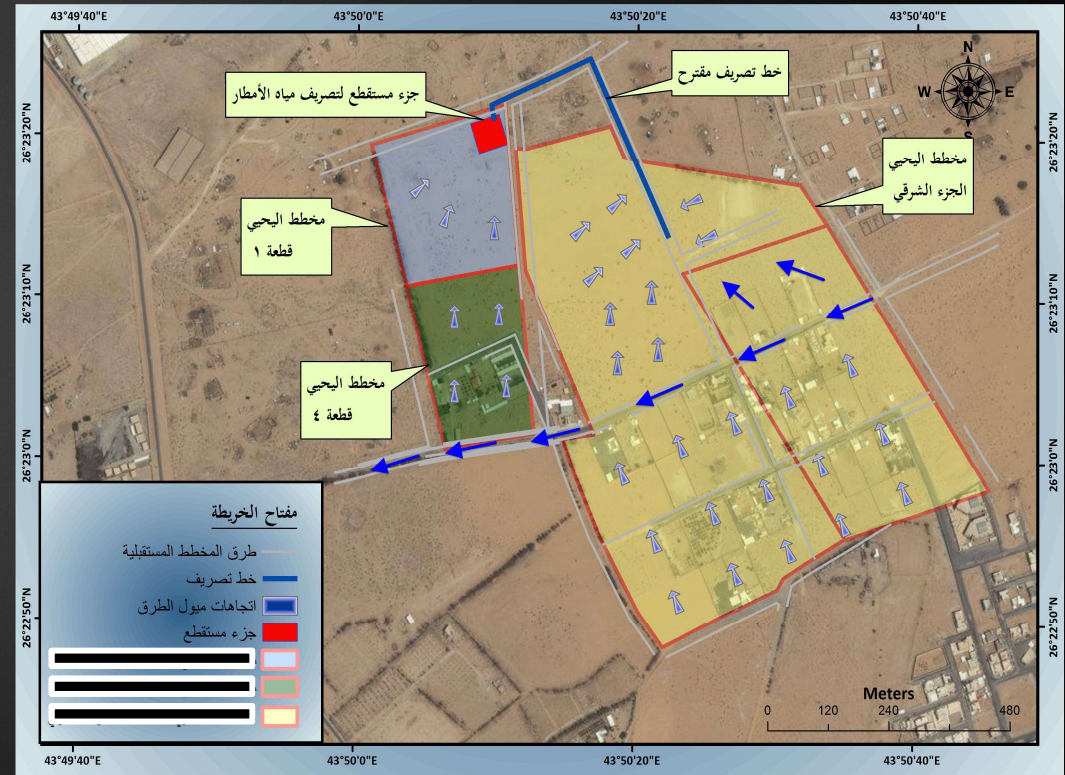 43°49'40"E
43°50'0"E
43°50'20"E
43°50'40"E
خط تصريف مقترح
جزء مستقطع لتصريف مياه الأمطار
N
W
E
S
26°23'20"N
26°23'20"N
مخطط اليحيي
الجزء الشرقي
مخطط اليحيي
قطعة ١
26°23'10"N
26°23'10"N
مخطط اليحيي
قطعة ٤
26°23'0"N
26°23'0"N
مفتاح الخريطة
طرق المخطط المستقبلية
خط تصريف
اتجاهات ميول الطرق
جزء مستقطع
26°22'50"N
26°22'50"N
Meters
0
120
240
480
43°49'40"E
43°50'0"E
43°50'20"E
43°50'40"E